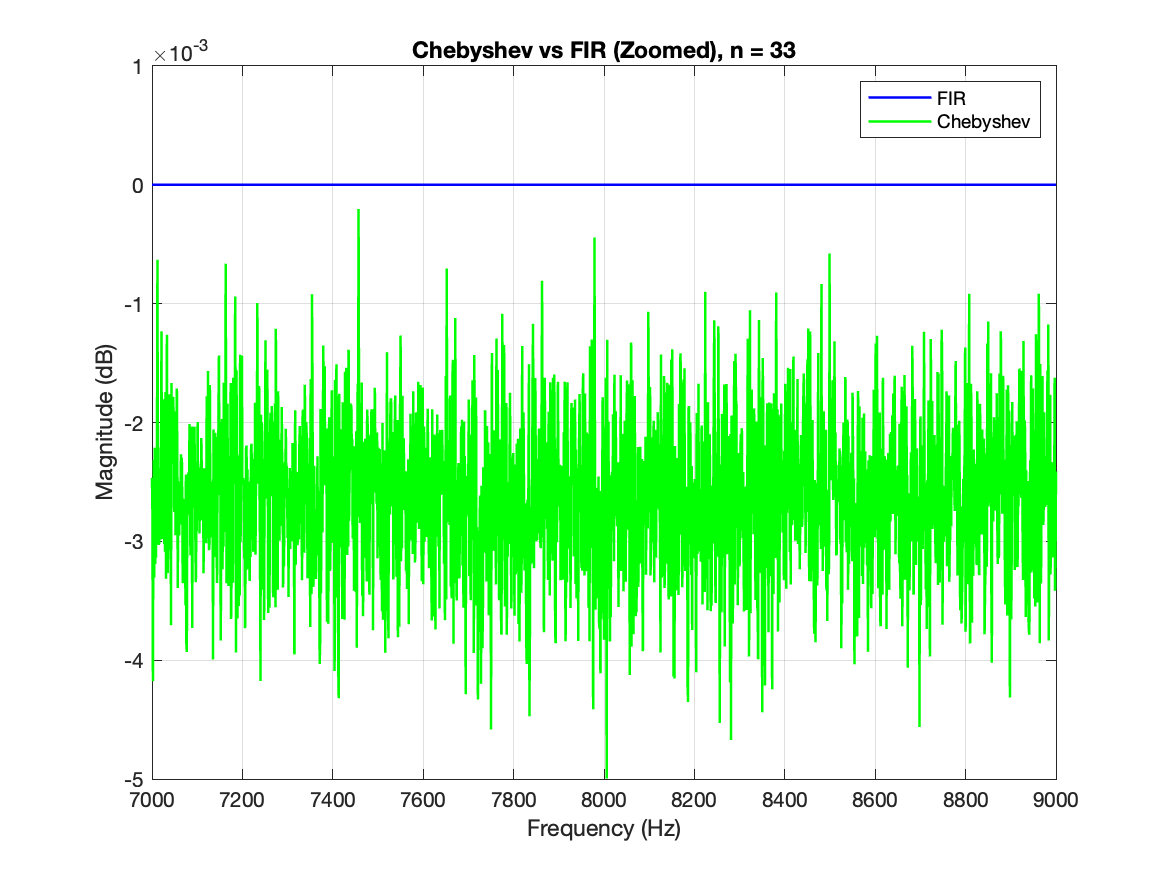 ×10-3
Chebyshev vs FIR (Zoomed), n = 33
1
FIR
Chebyshev
0
-1
-2
-3
-4
-5
Magnitude (dB)
7000 7200 7400 7600 7800 8000 8200 8400 8600 8800 9000
Frequency (Hz)